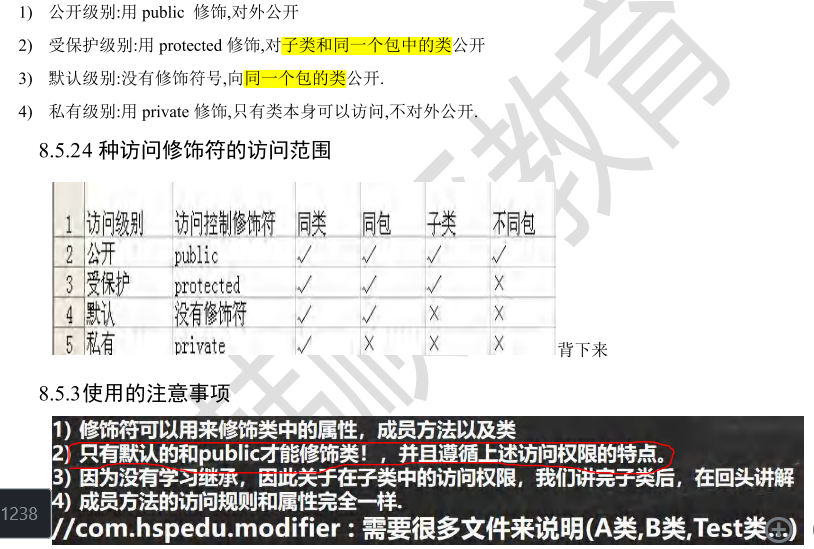 1) 公开级别:用 public 修饰,对外公开
2) 受保护级别:用 protected 修饰,对子类和同一个包中的类公开
3) 默认级别:没有修饰符号,向同一个包的类公开.
4) 私有级别:用 private 修饰,只有类本身可以访问,不对外公开.
8.5.24 种访问修饰符的访问范围
1 访问级别 访问控制修饰符 同类 同包 子类 不同包
2 公开 public √ √ √ √
3 受保护 protected √ √ √ ×
4 默认 没有修饰符 √ √ × ×
5 私有 private √ × × ×
背下来
8.5.3使用的注意事项
1) 修饰符可以用来修饰类中的属性，成员方法以及类
2) 只有默认的和public才能修饰类！，并且遵循上述访问权限的特点。
3) 因为没有学习继承，因此关于在子类中的访问权限，我们讲完子类后，在回头讲解
4) 成员方法的访问规则和属性完全一样.
//com.hspedu.modifier : 需要很多文件来说明(A类,B类,Test类..)
1238